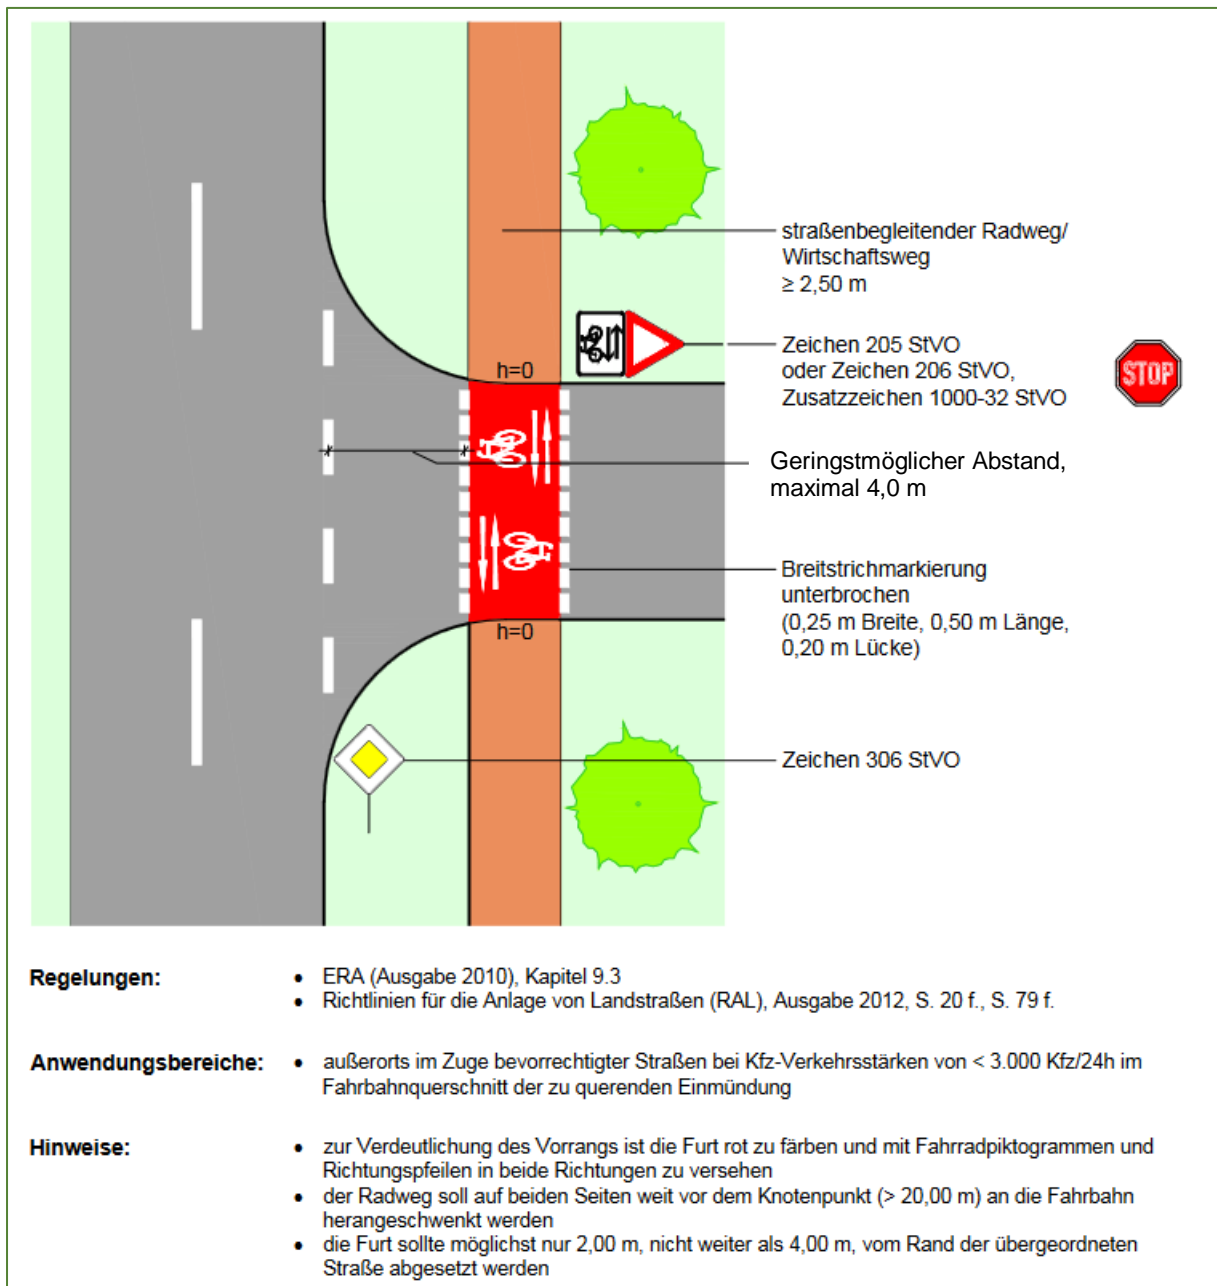 straßenbegleitender Radweg/
Wirtschaftsweg
≥ 2,50 m
Zeichen 205 StVO
oder Zeichen 206 StVO,
Zusatzzeichen 1000-32 StVO
STOP
h=0
Geringstmöglicher Abstand,
maximal 4,0 m
Breitstrichmarkierung
unterbrochen
(0,25 m Breite, 0,50 m Länge,
0,20 m Lücke)
h=0
Zeichen 306 StVO
Regelungen:
• ERA (Ausgabe 2010), Kapitel 9.3
• Richtlinien für die Anlage von Landstraßen (RAL), Ausgabe 2012, S. 20 f., S. 79 f.
Anwendungsbereiche:
• außerorts im Zuge bevorrechtigter Straßen bei Kfz-Verkehrsstärken von < 3.000 Kfz/24h im
Fahrbahnquerschnitt der zu querenden Einmündung
Hinweise:
• zur Verdeutlichung des Vorrangs ist die Furt rot zu färben und mit Fahrradpiktogrammen und
Richtungspfeilen in beide Richtungen zu versehen
• der Radweg soll auf beiden Seiten weit vor dem Knotenpunkt (> 20,00 m) an die Fahrbahn
herangeschwenkt werden
• die Furt sollte möglichst nur 2,00 m, nicht weiter als 4,00 m, vom Rand der übergeordneten
Straße abgesetzt werden